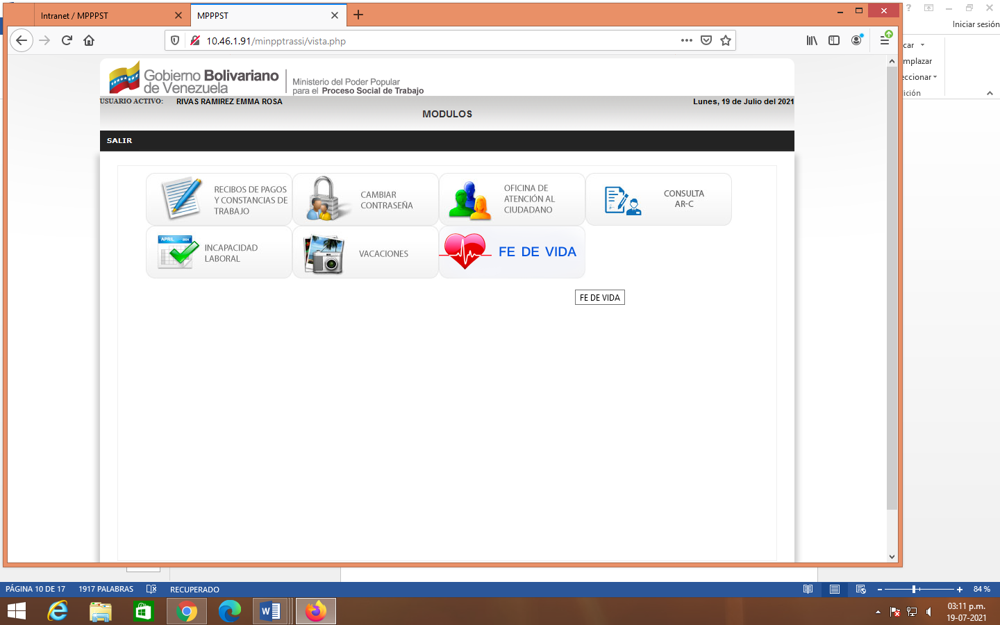 Intranet / MPPPST
MPPPST
Iniciar sesión
10.46.1.91/minpptrassi/vista.php
car
mplazar
eccionar
ición
Gobierno Bolivariano
de Venezuela
Ministerio del Poder Popular
para el Proceso Social de Trabajo
USUARIO ACTIVO: RIVAS RAMIREZ EMMA ROSA
Lunes, 19 de Julio del 2021
MODULOS
SALIR
RECIBOS DE PAGOS
Y CONSTANCIAS DE
TRABAJO
CAMBIAR
CONTRASEÑA
OFICINA DE
ATENCIÓN AL
CIUDADANO
CONSULTA
AR-C
APRIL
INCAPACIDAD
LABORAL
VACACIONES
FE DE VIDA
FE DE VIDA
PÁGINA 10 DE 17
1917 PALABRAS
RECUPERADO
84 %
03:11 p.m.
19-07-2021